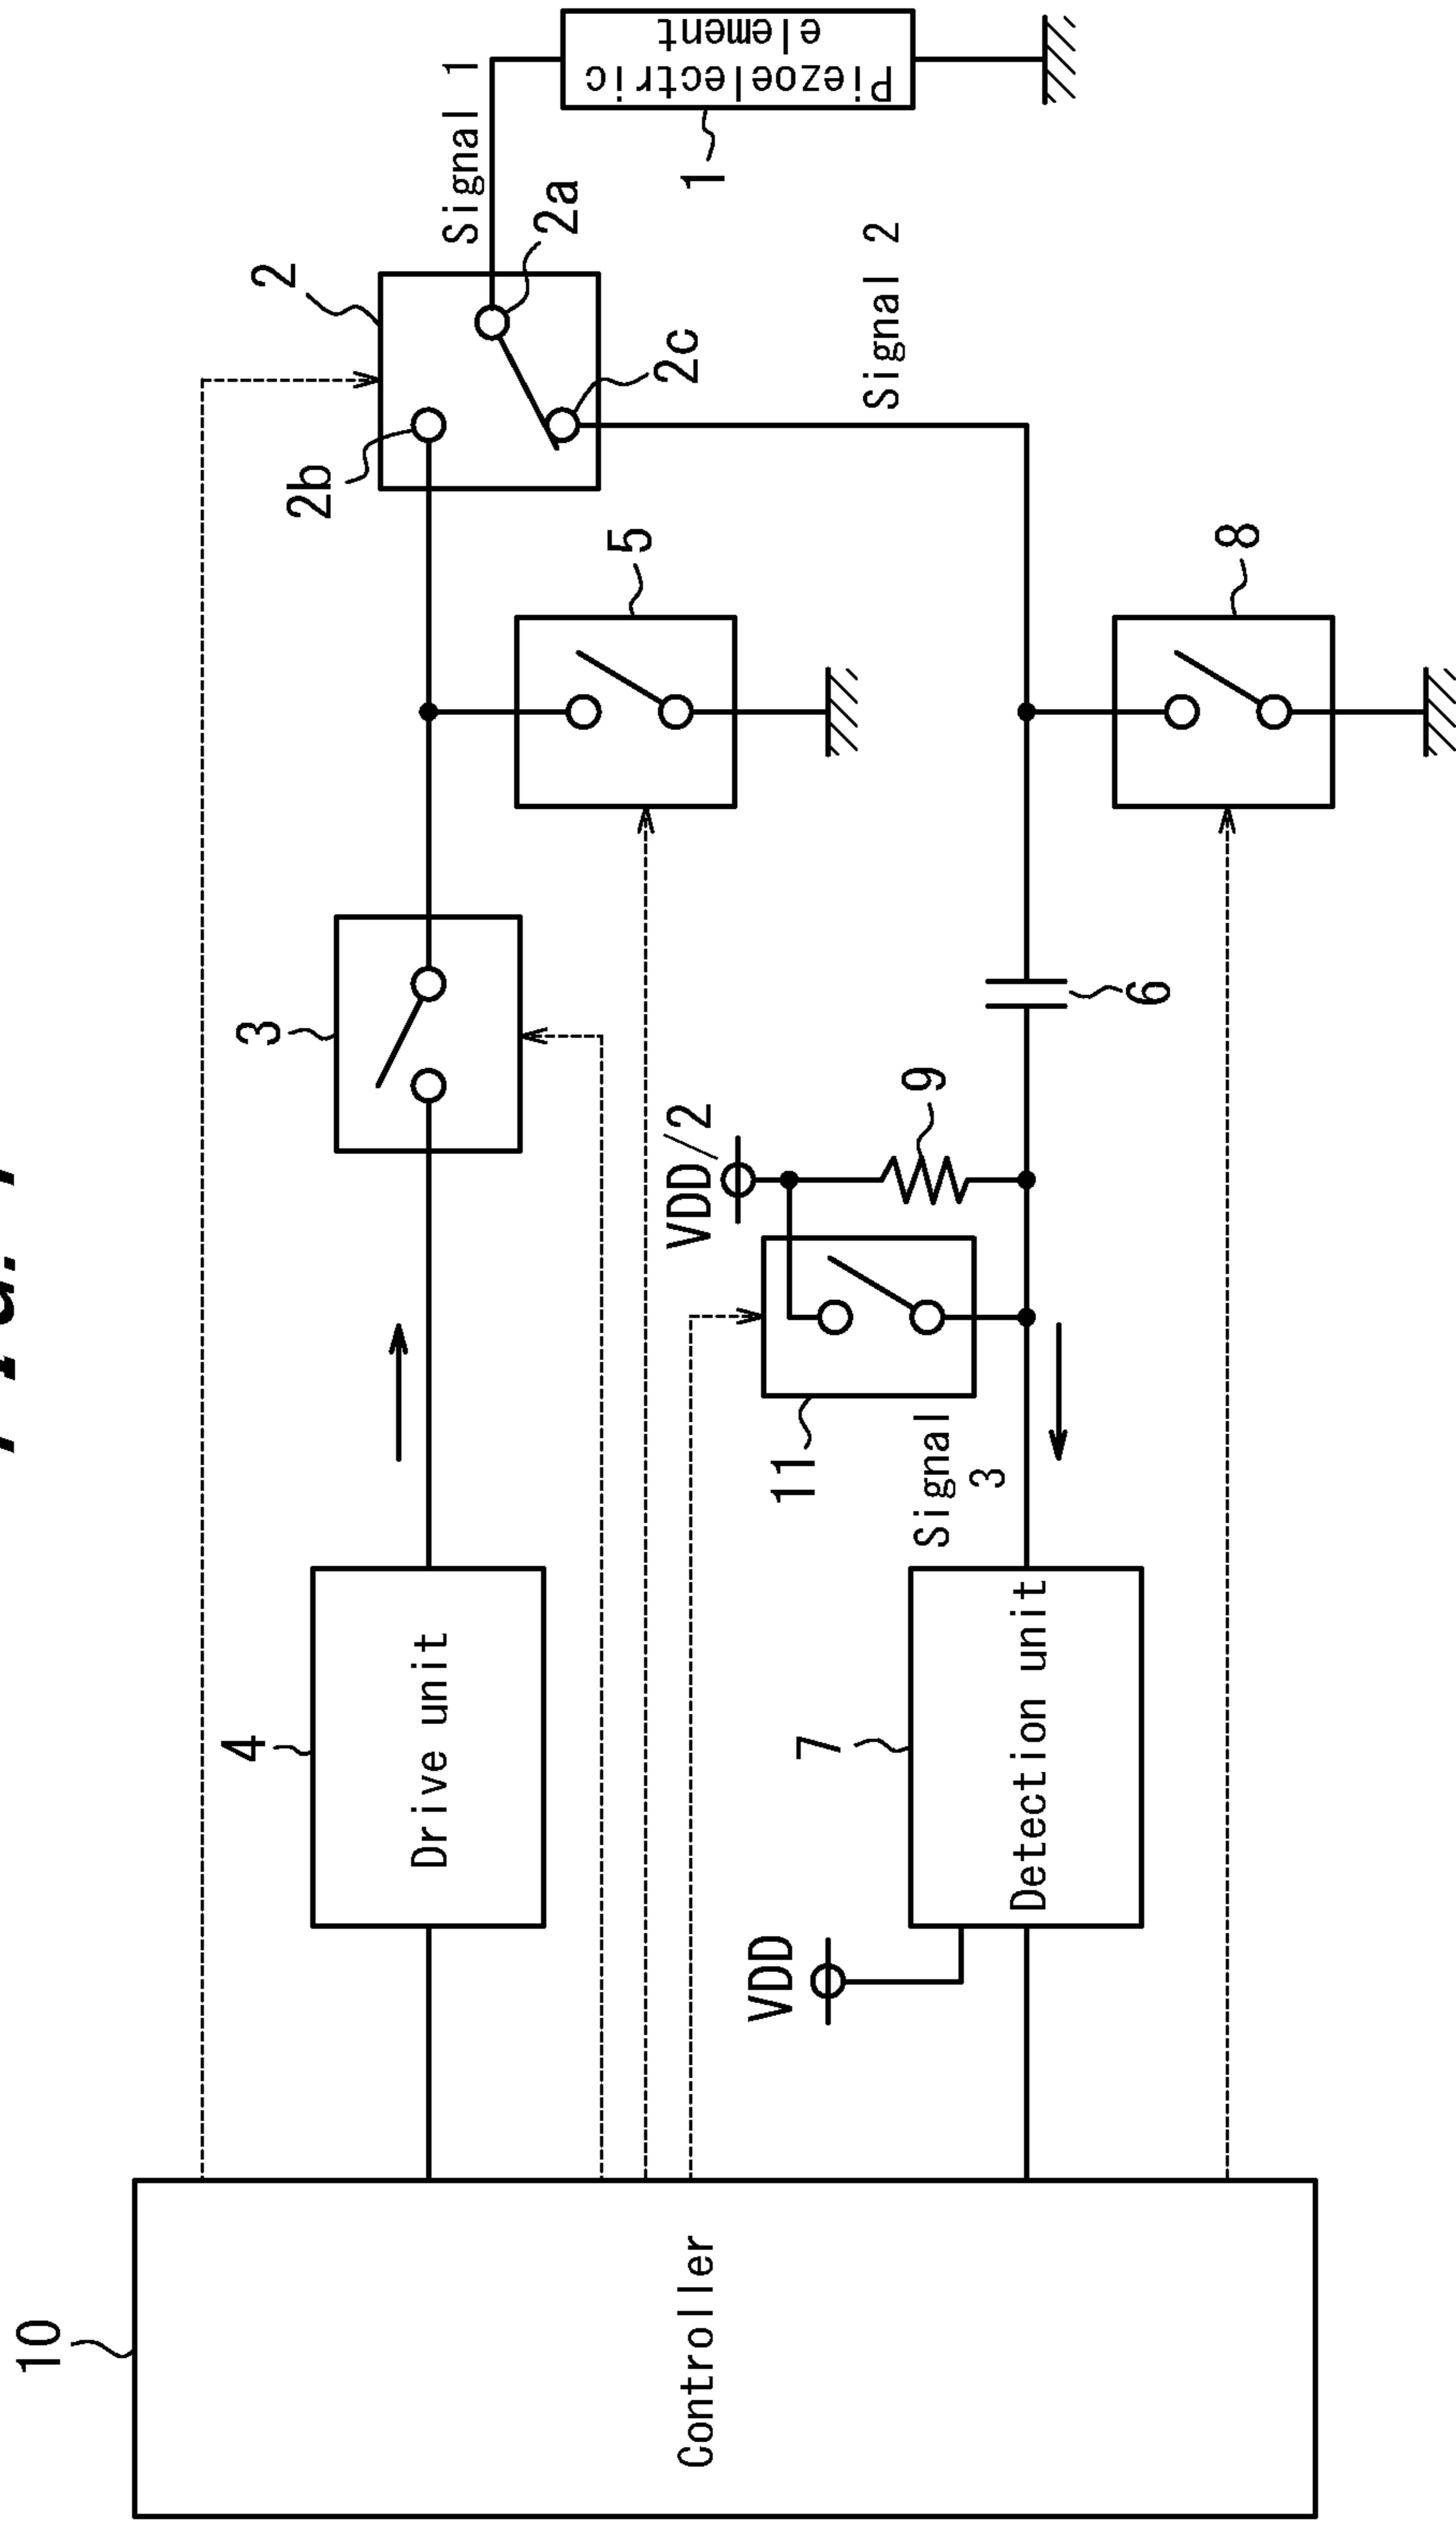 10
Controller
4
Drive unit
VDD
7
Detection unit
11
Signal
3
VDD/2
9
6
3
5
8
2
2b
2a
2c
Signal 1
Signal 2
1
Piezoelectric
element